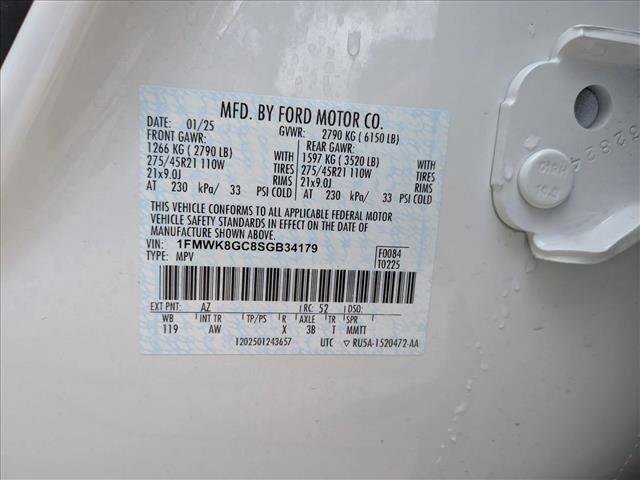 MFD. BY FORD MOTOR CO.
DATE: 01/25 GVWR: 2790 KG ( 6150 LB)
FRONT GAWR: REAR GAWR:
1266 KG ( 2790 LB) WITH 1597 KG ( 3520 LB) WITH
275/45R21 110W TIRES 275/45R21 110W TIRES
21x9.0J RIMS 21x9.0J RIMS
AT 230 kPa/ 33 PSI COLD AT 230 kPa/ 33 PSI COLD
THIS VEHICLE CONFORMS TO ALL APPLICABLE FEDERAL MOTOR
VEHICLE SAFETY STANDARDS IN EFFECT ON THE DATE OF
MANUFACTURE SHOWN ABOVE.
VIN: 1FMWK8GC8SGB34179 F0084
TYPE: MPV T0225
EXT PNT: AZ RC: 52 DSO:
WB INT TR TP/PS R AXLE TR SPR
119 AW X 3B T MMTT
1202501243657 UTC ▽ RU5A-1520472-AA
32824